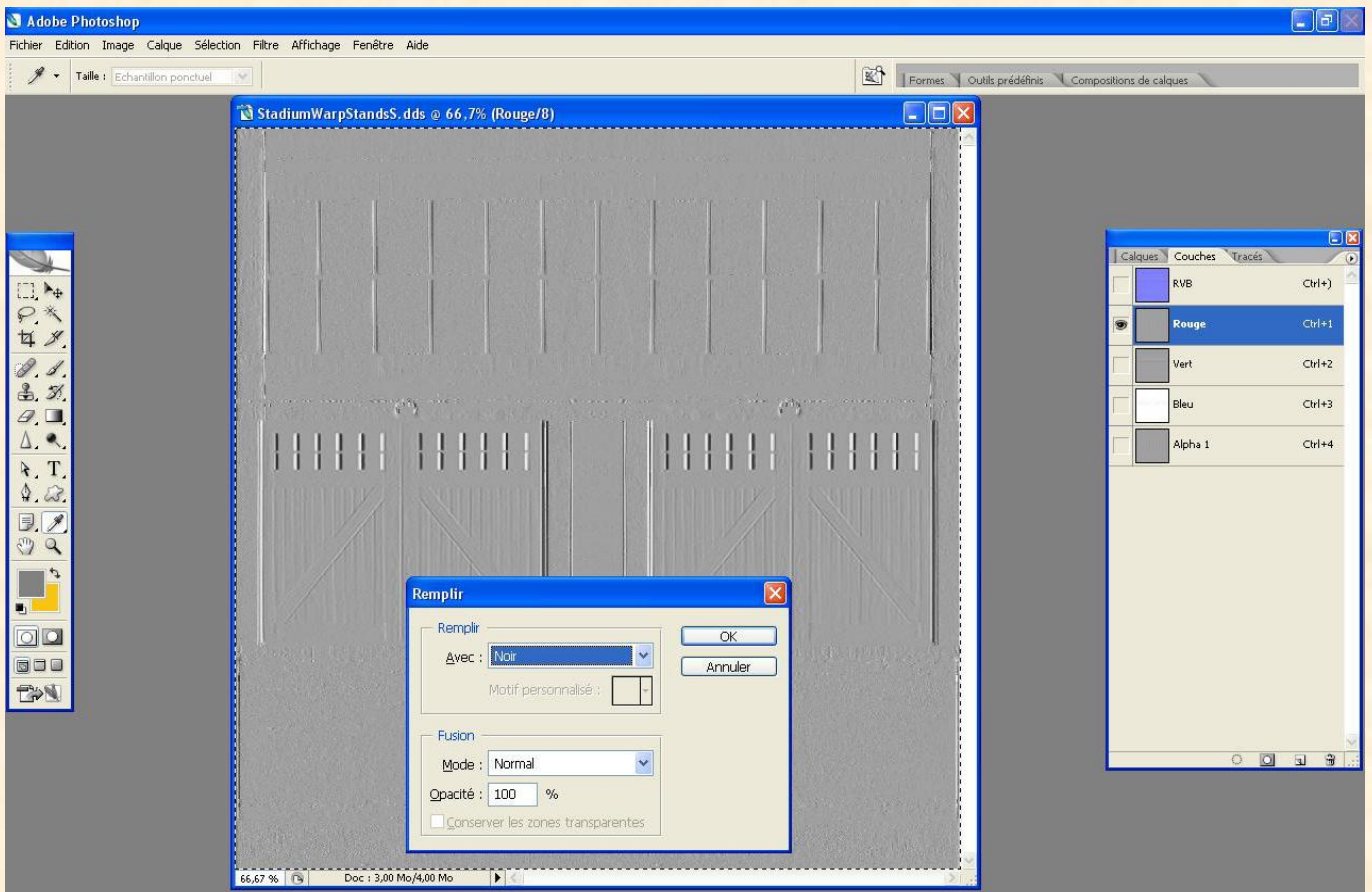 Adobe Photoshop
Fichier Edition Image Calque Sélection Filtre Affichage Fenêtre Aide
Taille : Echantillon ponctuel
Formes Outils prédéfinis Compositions de calques
StadiumWarpStandsS.dds @ 66,7% (Rouge/8)
Calques Couches Tracés
RVB Ctrl+)
Rouge Ctrl+1
Vert Ctrl+2
Bleu Ctrl+3
Alpha 1 Ctrl+4
Remplir
Remplir
Avec : Noir
Motif personnalisé :
OK
Annuler
Fusion
Mode : Normal
Opacité : 100 %
Conserver les zones transparentes
66,67 % Doc : 3,00 Mo/4,00 Mo